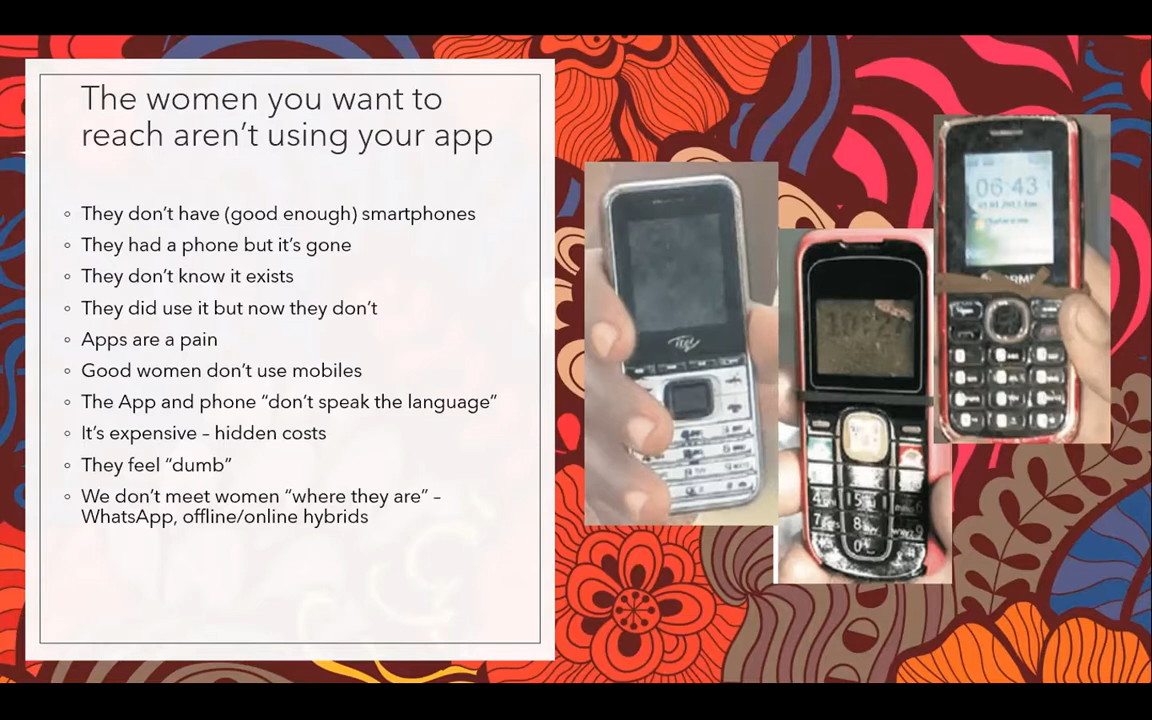 The women you want to
reach aren’t using your app
◦ They don’t have (good enough) smartphones
◦ They had a phone but it’s gone
◦ They don’t know it exists
◦ They did use it but now they don’t
◦ Apps are a pain
◦ Good women don’t use mobiles
◦ The App and phone “don’t speak the language”
◦ It’s expensive – hidden costs
◦ They feel “dumb”
◦ We don’t meet women “where they are” –
WhatsApp, offline/online hybrids
06:43